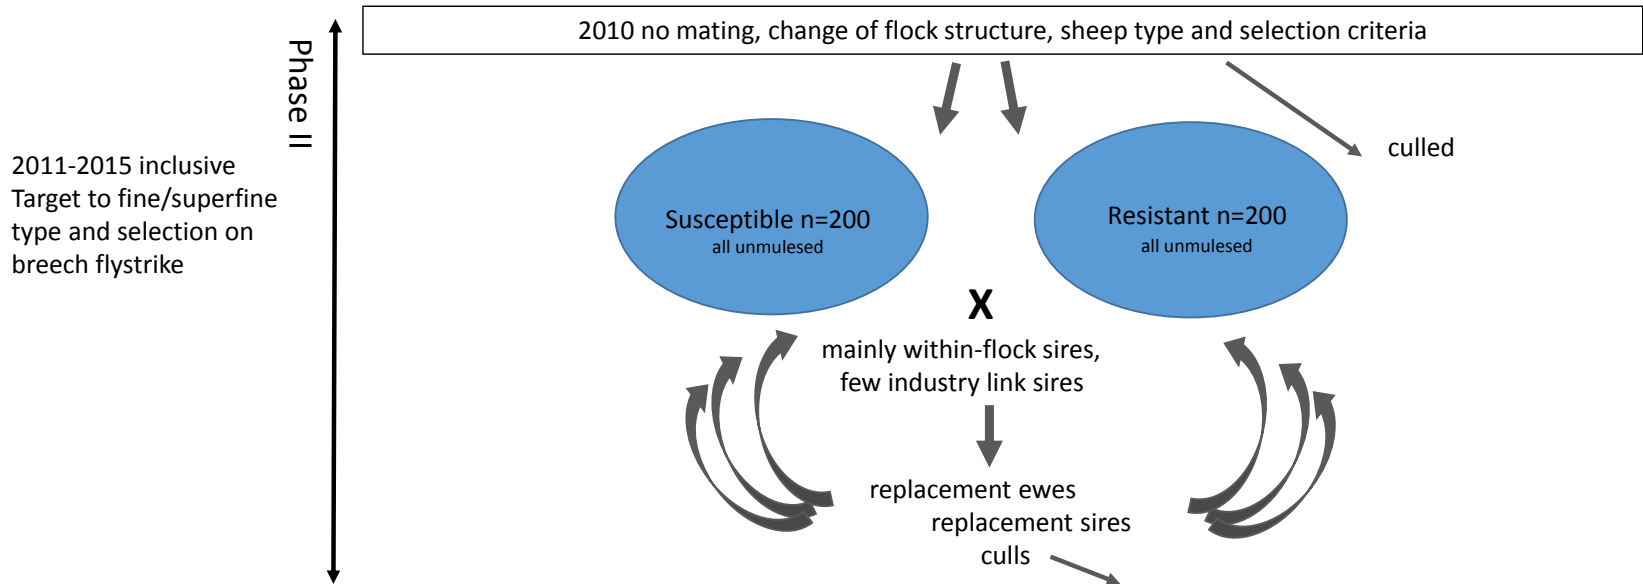 2010 no mating, change of flock structure, sheep type and selection criteria
Phase II
culled
2011-2015 inclusive
Target to fine/superfine
type and selection on
breech flystrike
Susceptible n=200
all unmulesed
Resistant n=200
all unmulesed
X
mainly within-flock sires,
few industry link sires
replacement ewes
replacement sires
culls